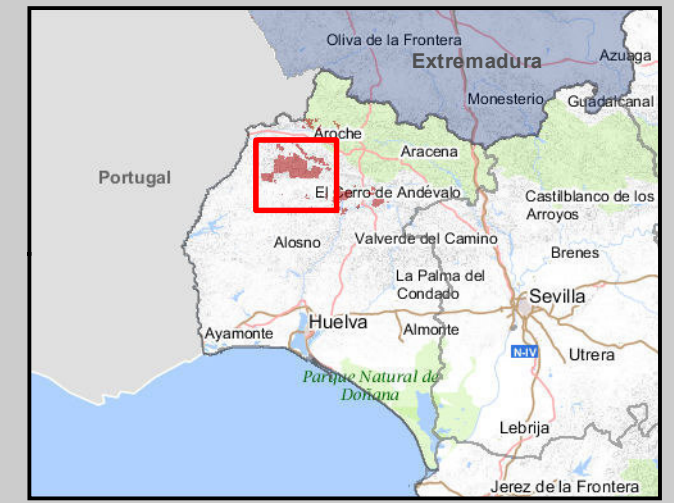 Oliva de la Frontera
Extremadura
Azuaga
Monesterio
Guadalcanal
Aroche
Aracena
Portugal
El Cerro de Andévalo
Castilblanco de los
Arroyos
Alosno
Valverde del Camino
Brenes
La Palma del
Condado
Sevilla
Huelva
Ayamonte
Almonte
N-IV
Utrera
Parque Natural de
Doñana
Lebrija
Jerez de la Frontera